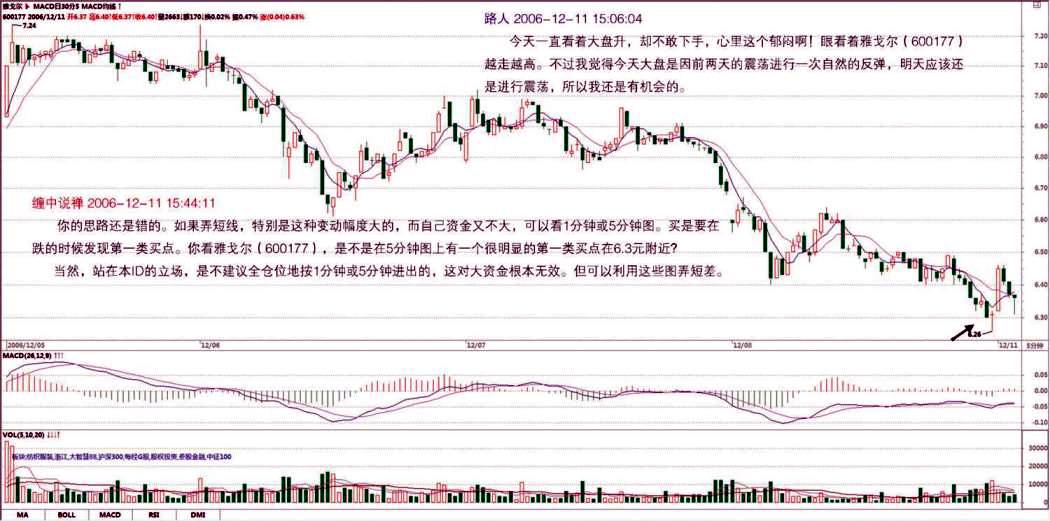 雅戈尔 MACD日30分5 MACD均线↑
600177 2006/12/11 开6.37 高6.40↑低6.37↑收6.40↑量2663↓额170↓换0.02% 振0.47% 涨(0.04)0.63%
7.24
路人 2006-12-11 15:06:04
今天一直看着大盘升，却不敢下手，心里这个郁闷啊！眼看着雅戈尔（600177）
越走越高。不过我觉得今天大盘是因前两天的震荡进行一次自然的反弹，明天应该还
是进行震荡，所以我还是有机会的。
7.20
7.10
7.00
6.90
6.80
6.70
6.60
6.50
6.40
6.30
缠中说禅 2006-12-11 15:44:11
你的思路还是错的。如果弄短线，特别是这种变动幅度大的，而自己资金又不大，可以看1分钟或5分钟图。买是要在
跌的时候发现第一类买点。你看雅戈尔（600177），是不是在5分钟图上有一个很明显的第一类买点在6.3元附近？
当然，站在本ID的立场，是不建议全仓位地按1分钟或5分钟进出的，这对大资金根本无效。但可以利用这些图弄短差。
6.26
2006/12/05 12/06 12/07 12/08 12/11 5分钟
MACD(26,12,9) ↑↑↑
0.05
0.00
-0.05
-0.10
VOL(5,10,20) ↓↓↓↑
板块:纺织服装,浙江,大智慧88,沪深300,每经G股,股权投资,参股金融,中证100
30000
20000
10000
MA BOLL MACD RSI DMI